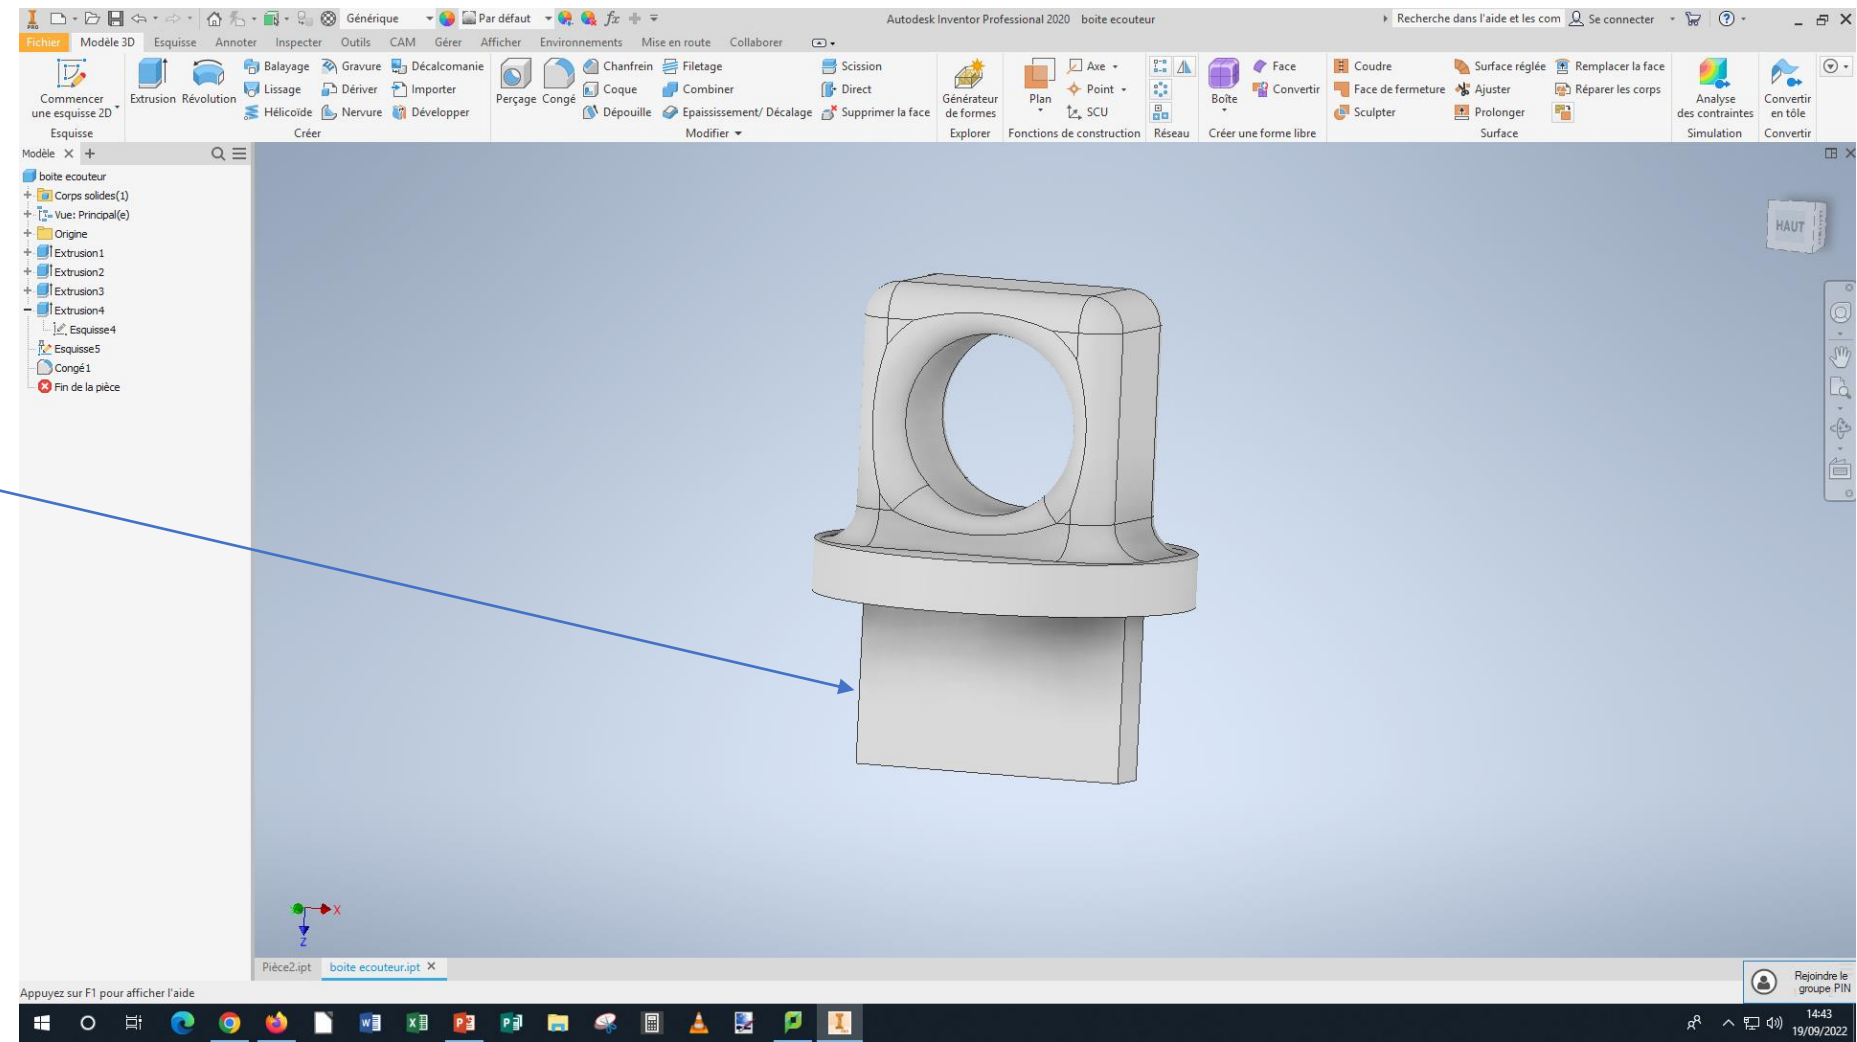 Générique Par défaut fx Autodesk Inventor Professional 2020 boite ecouteur Recherche dans l'aide et les com Se connecter
Fichier Modèle 3D Esquisse Annoter Inspecter Outils CAM Gérer Afficher Environnements Mise en route Collaborer
Balayage Gravure Décalcomanie Chanfrein Filetage Scission Axe Face Coudre Surface réglée Remplacer la face
Lissage Dériver Importer Coque Combiner Direct Point Convertir Face de fermeture Ajuster Réparer les corps
Commencer une esquisse 2D Extrusion Révolution Perçage Congé Générateur de formes Plan Boîte Analyse des contraintes Convertir en tôle
Hélicoïde Nervure Développer Dépouille Epaississement/ Décalage Supprimer la face SCU Sculpter Prolonger
Esquisse Créer Modifier Explorer Fonctions de construction Réseau Créer une forme libre Surface Simulation Convertir
Modèle
boite ecouteur
Corps solides(1)
Vue: Principal(e)
Origine
Extrusion1
Extrusion2
Extrusion3
Extrusion4
Esquisse4
Esquisse5
Congé1
Fin de la pièce
HAUT
X
Z
Pièce2.ipt boite ecouteur.ipt
Appuyez sur F1 pour afficher l'aide
Rejoindre le
groupe PIN
14:43
19/09/2022